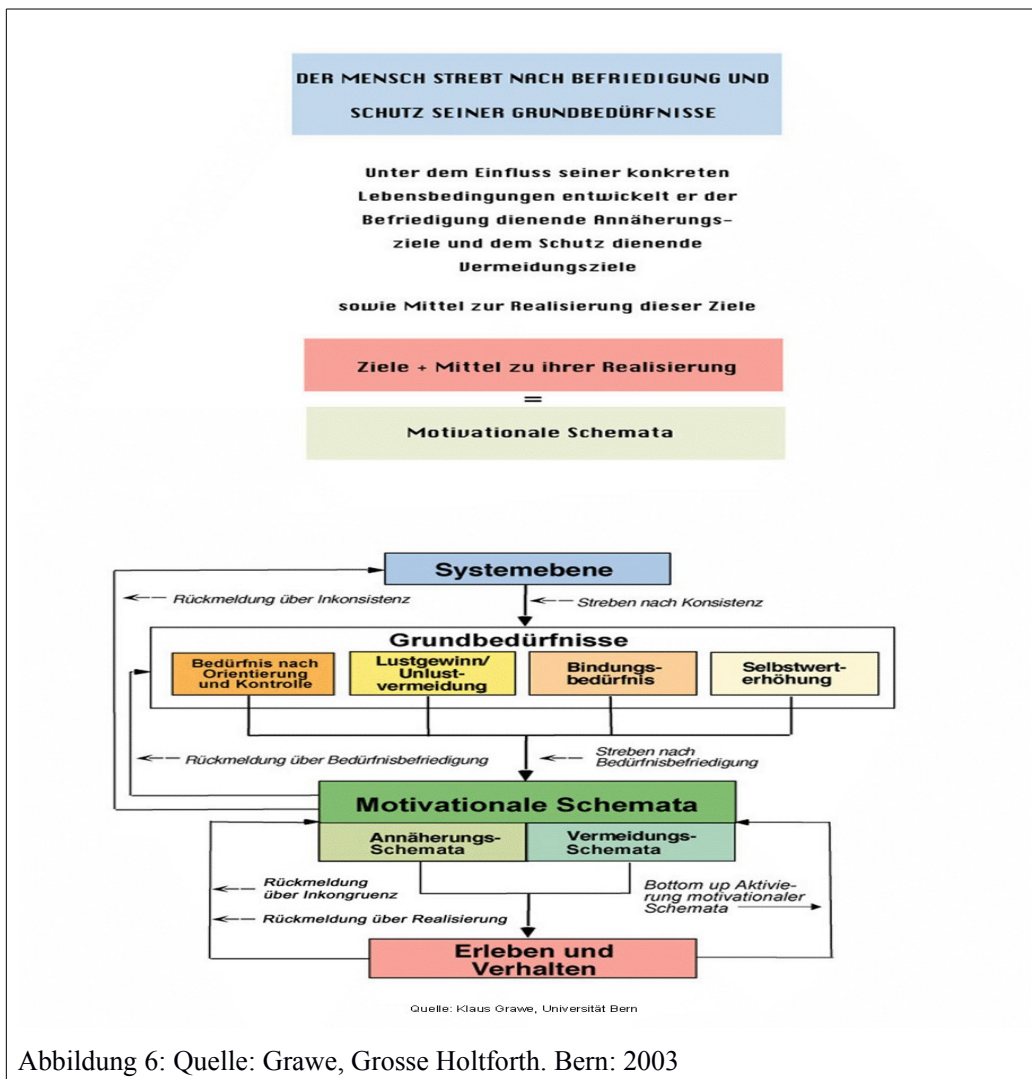 DER MENSCH STREBT NACH BEFRIEDIGUNG UND
SCHUTZ SEINER GRUNDBEDÜRFNISSE
Unter dem Einfluss seiner konkreten
Lebensbedingungen entwickelt er der
Befriedigung dienende Annäherungs-
ziele und dem Schutz dienende
Vermeidungsziele
sowie Mittel zur Realisierung dieser Ziele
Ziele + Mittel zu ihrer Realisierung
=
Motivationale Schemata
Systemebene
Rückmeldung über Inkonsistenz
Streben nach Konsistenz
Grundbedürfnisse
Bedürfnis nach
Orientierung
und Kontrolle
Lustgewinn/
Unlust-
vermeidung
Bindungs-
bedürfnis
Selbstwert-
erhöhung
Rückmeldung über Bedürfnisbefriedigung
Streben nach
Bedürfnisbefriedigung
Motivationale Schemata
Annäherungs-
Schemata
Vermeidungs-
Schemata
Rückmeldung
über Inkongruenz
Rückmeldung über Realisierung
Bottom up Aktivie-
rung motivationaler
Schemata
Erleben und
Verhalten
Quelle: Klaus Grawe, Universität Bern
Abbildung 6: Quelle: Grawe, Grosse Holtforth. Bern: 2003